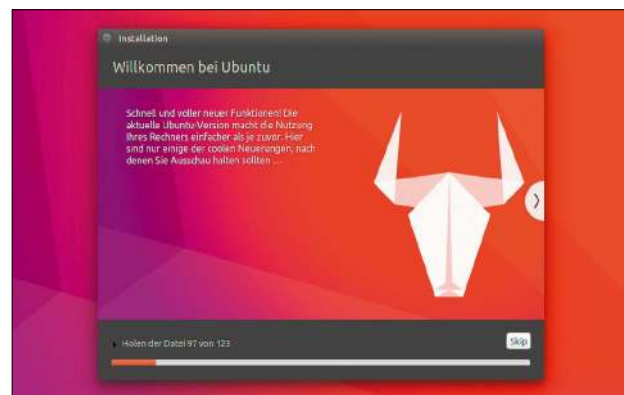 Installation
Willkommen bei Ubuntu
Schnell und voller neuer Funktionen! Die
aktuelle Ubuntu-Version macht die Nutzung
Ihres Rechners einfacher als je zuvor. Hier
sind nur einige der coolen Neuerungen, nach
denen Sie Ausschau halten sollten …
Holen der Datei 97 von 123
Skip